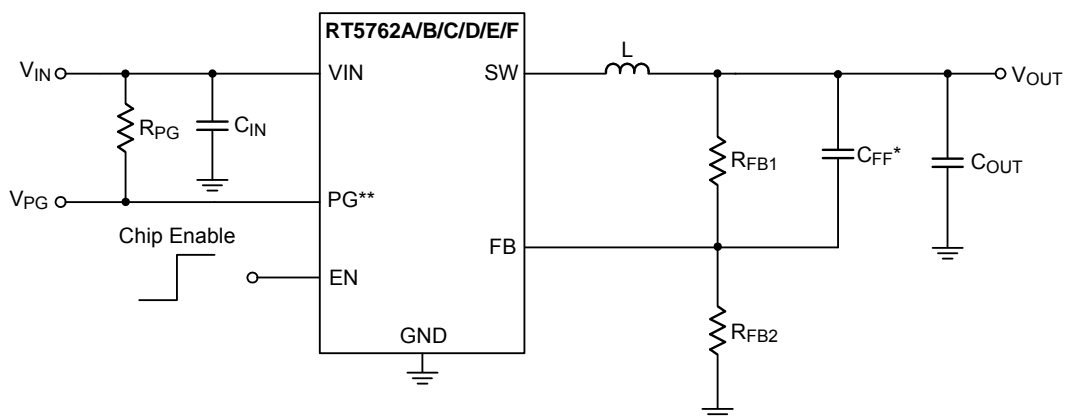 RT5762A/B/C/D/E/F
L
VIN
VIN
SW
VOUT
RPG
CIN
RFB1
CFF*
COUT
VPG
PG**
Chip Enable
FB
EN
RFB2
GND